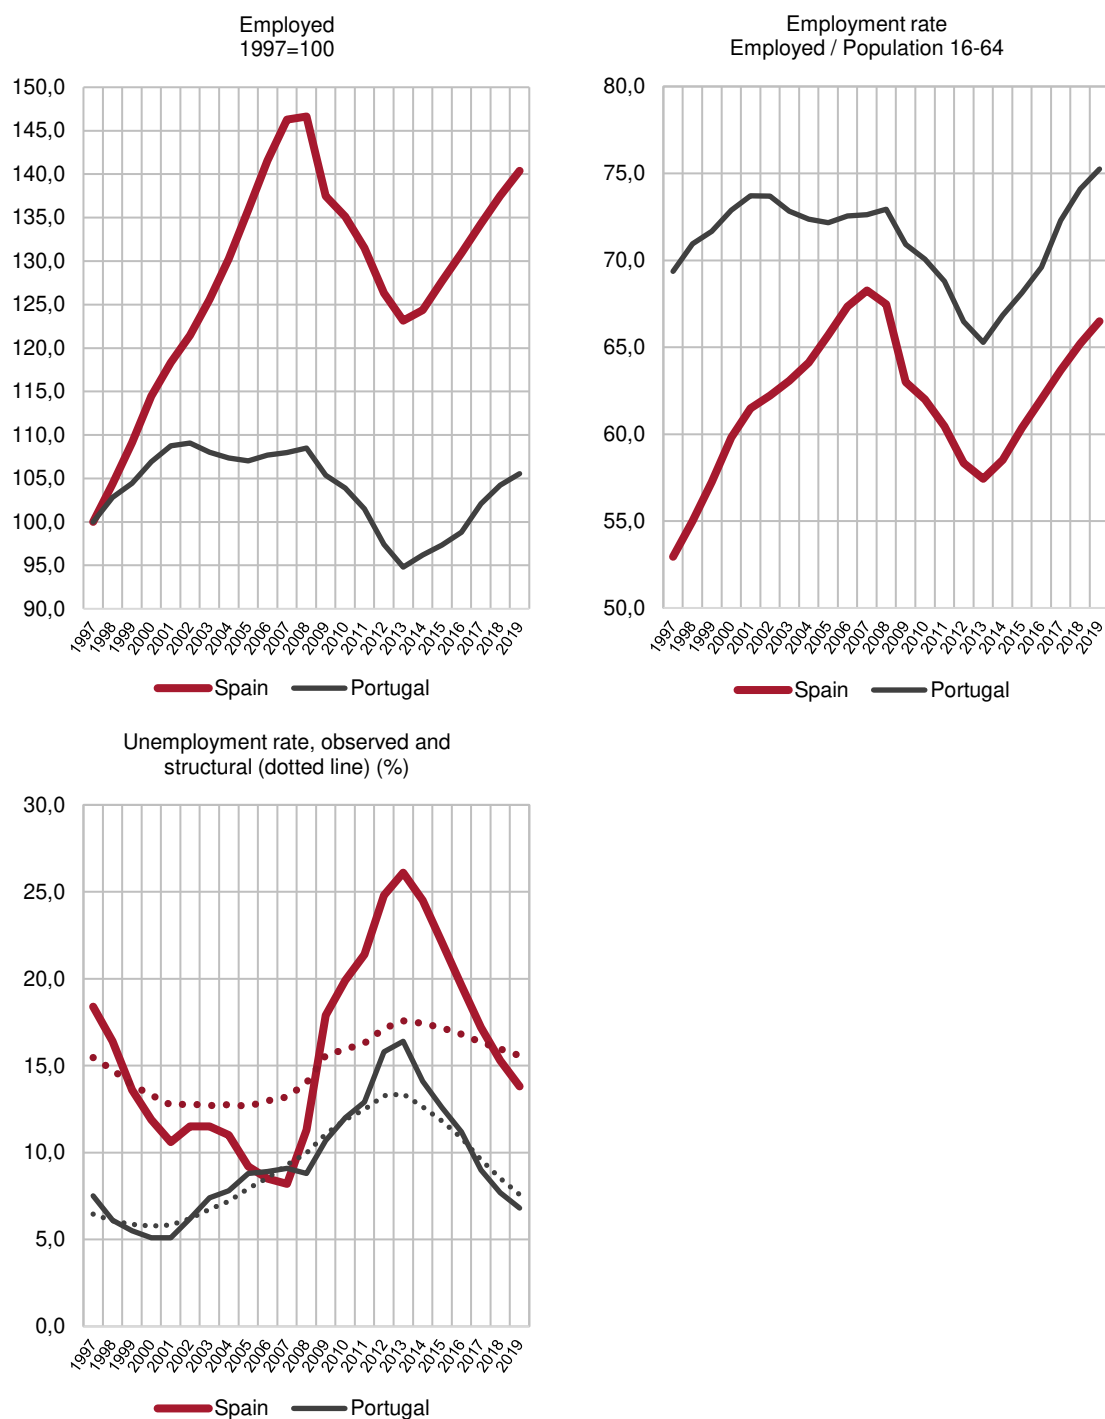 Employed
1997=100
150,0
145,0
140,0
135,0
130,0
125,0
120,0
115,0
110,0
105,0
100,0
95,0
90,0
1997 1998 1999 2000 2001 2002 2003 2004 2005 2006 2007 2008 2009 2010 2011 2012 2013 2014 2015 2016 2017 2018 2019
Spain Portugal
Employment rate
Employed / Population 16-64
80,0
75,0
70,0
65,0
60,0
55,0
50,0
1997 1998 1999 2000 2001 2002 2003 2004 2005 2006 2007 2008 2009 2010 2011 2012 2013 2014 2015 2016 2017 2018 2019
Spain Portugal
Unemployment rate, observed and
structural (dotted line) (%)
30,0
25,0
20,0
15,0
10,0
5,0
0,0
1997 1998 1999 2000 2001 2002 2003 2004 2005 2006 2007 2008 2009 2010 2011 2012 2013 2014 2015 2016 2017 2018 2019
Spain Portugal